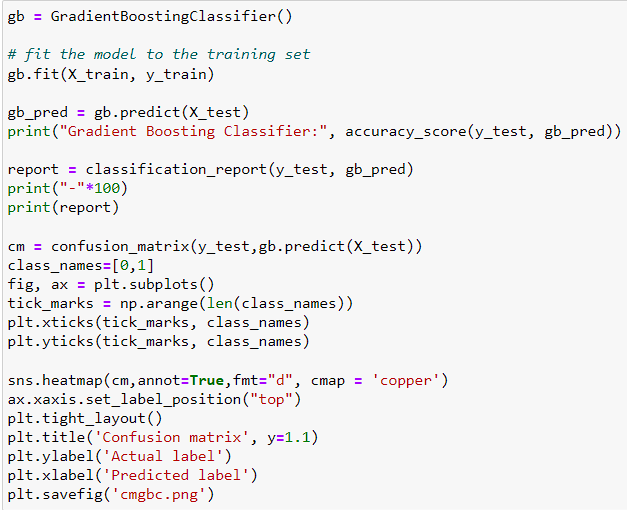 gb = GradientBoostingClassifier()
# fit the model to the training set
gb.fit(X_train, y_train)
gb_pred = gb.predict(X_test)
print("Gradient Boosting Classifier:", accuracy_score(y_test, gb_pred))
report = classification_report(y_test, gb_pred)
print("-"*100)
print(report)
cm = confusion_matrix(y_test,gb.predict(X_test))
class_names=[0,1]
fig, ax = plt.subplots()
tick_marks = np.arange(len(class_names))
plt.xticks(tick_marks, class_names)
plt.yticks(tick_marks, class_names)
sns.heatmap(cm,annot=True,fmt="d", cmap = 'copper')
ax.xaxis.set_label_position("top")
plt.tight_layout()
plt.title('Confusion matrix', y=1.1)
plt.ylabel('Actual label')
plt.xlabel('Predicted label')
plt.savefig('cmgbc.png')